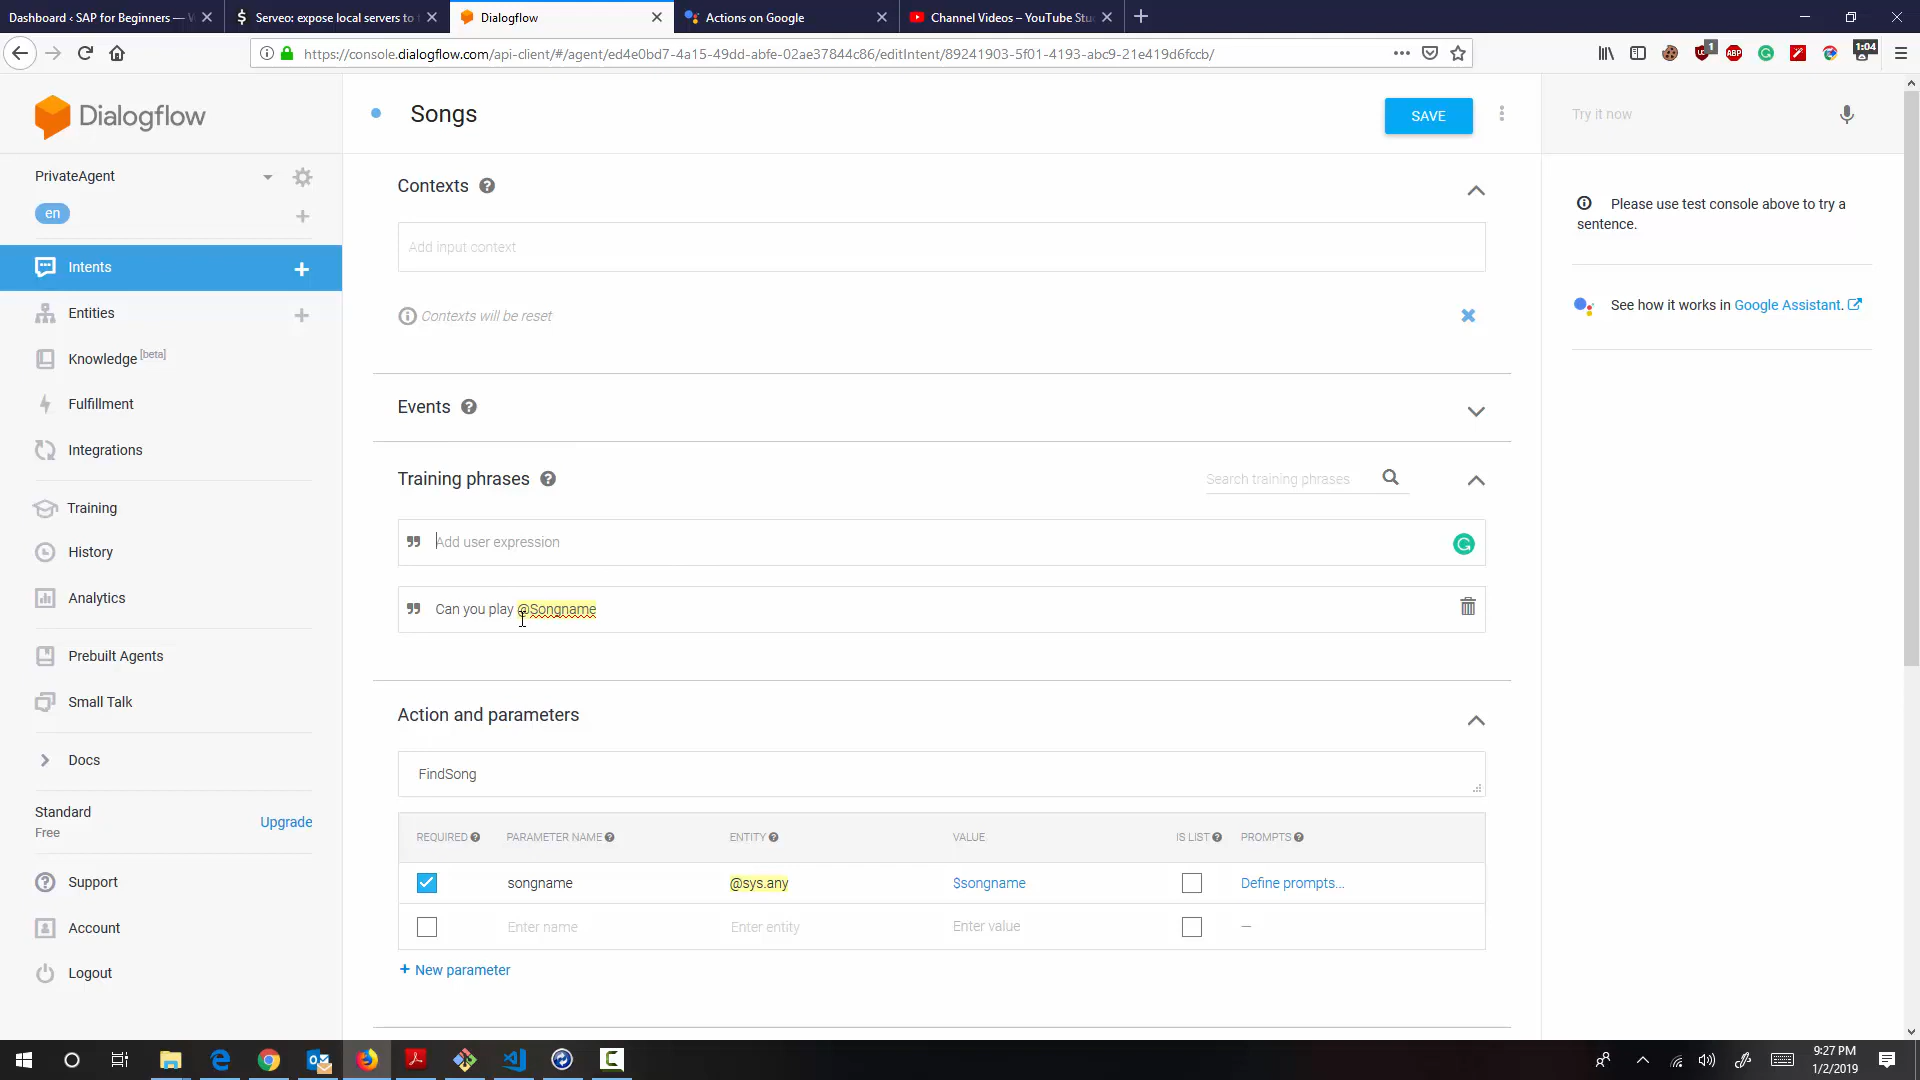 Dashboard ‹ SAP for Beginners — W
Serveo: expose local servers to
Dialogflow
Actions on Google
Channel Videos – YouTube Stu
https://console.dialogflow.com/api-client/#/agent/ed4e0bd7-4a15-49dd-abfe-02ae37844c86/editIntent/89241903-5f01-4193-abc9-21e419d6fccb/
1
ABP
1:04
Dialogflow
Songs
SAVE
Try it now
PrivateAgent
en
Intents
Entities
Knowledge [beta]
Fulfillment
Integrations
Training
History
Analytics
Prebuilt Agents
Small Talk
Docs
Standard
Free
Upgrade
Support
Account
Logout
Contexts
Add input context
Contexts will be reset
Events
Training phrases
Search training phrases
Add user expression
Can you play @Songname
Action and parameters
FindSong
REQUIRED PARAMETER NAME ENTITY VALUE IS LIST PROMPTS
songname @sys.any $songname Define prompts...
Enter name Enter entity Enter value —
+ New parameter
Please use test console above to try a
sentence.
See how it works in Google Assistant.
9:27 PM
1/2/2019